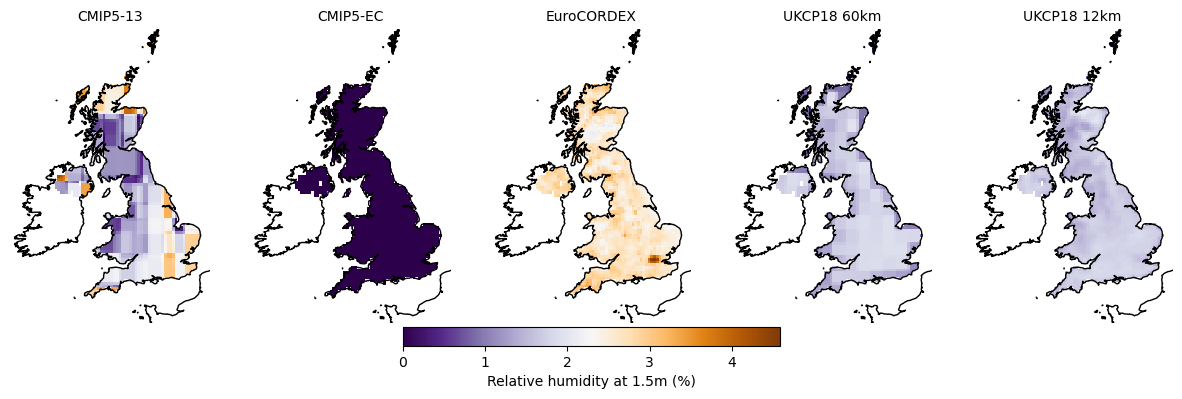 CMIP5-13 CMIP5-EC EuroCORDEX UKCP18 60km UKCP18 12km
0 1 2 3 4
Relative humidity at 1.5m (%)